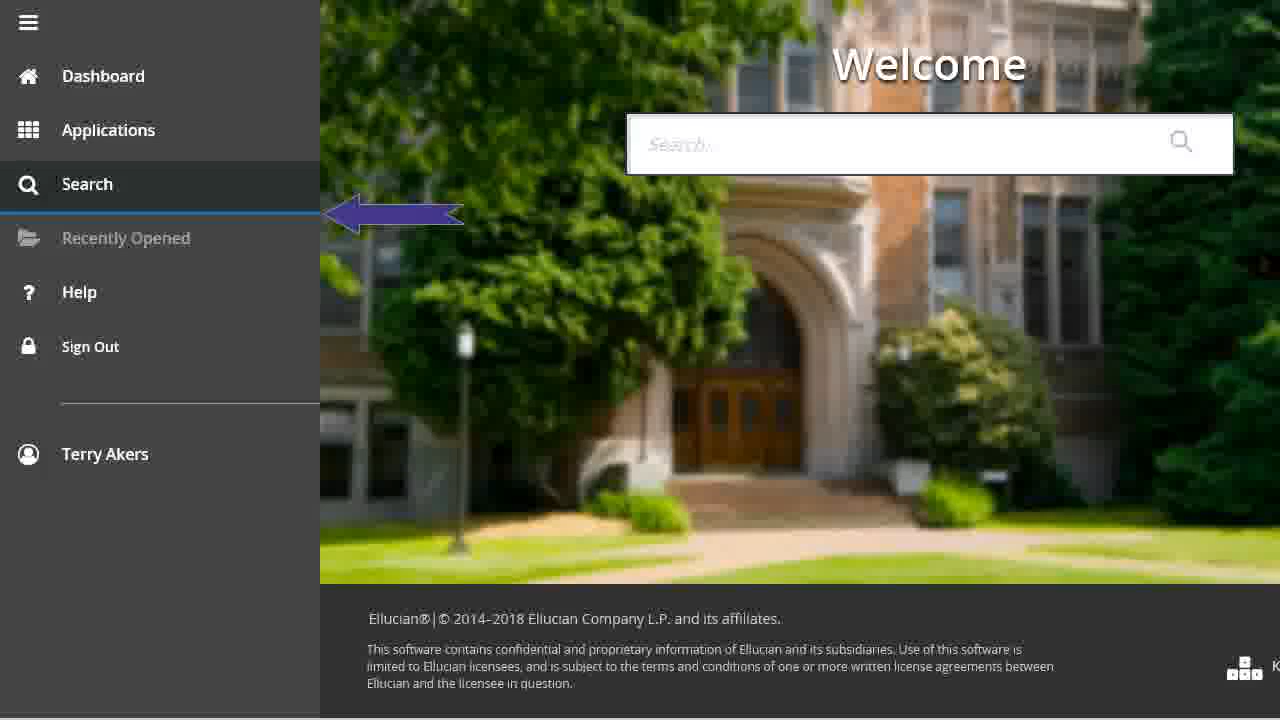 Dashboard
Applications
Search
Recently Opened
Help
Sign Out
Terry Akers
Welcome
Search...
Ellucian®|© 2014-2018 Ellucian Company L.P. and its affiliates.
This software contains confidential and proprietary information of Ellucian and its subsidiaries. Use of this software is
limited to Ellucian licensees, and is subject to the terms and conditions of one or more written license agreements between
Ellucian and the licensee in question.
K